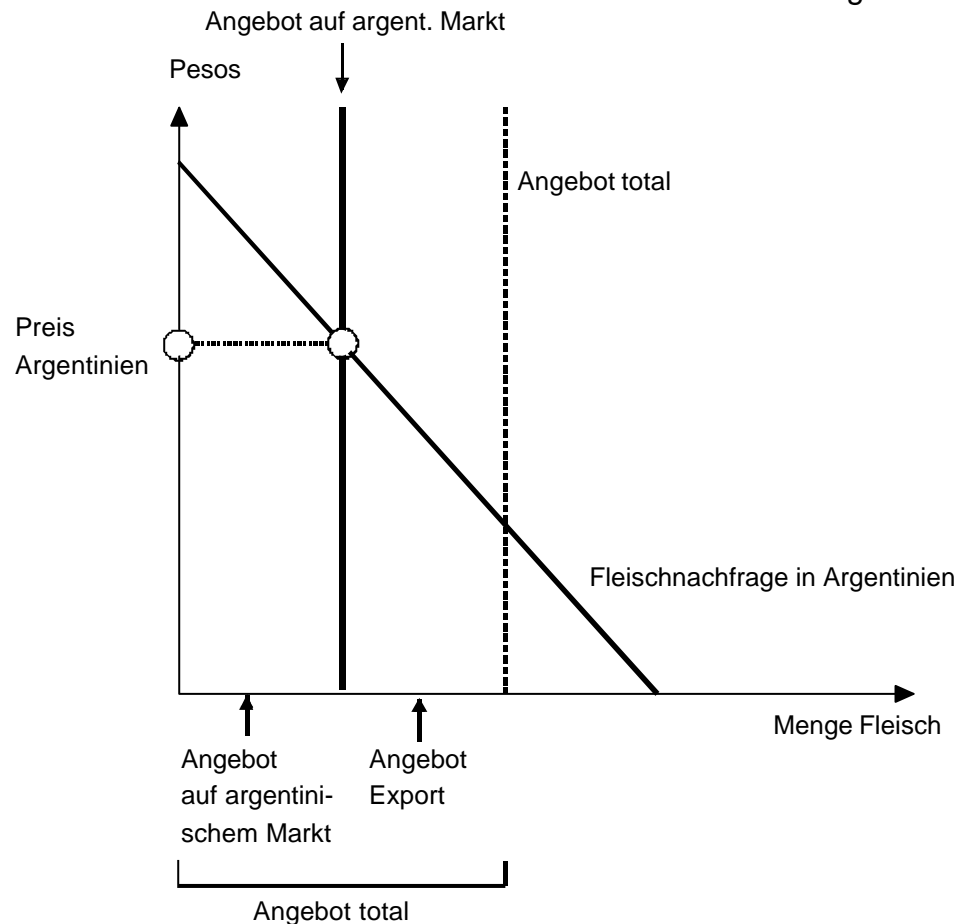 Angebot auf argent. Markt
Pesos
Angebot total
Preis
Argentinien
Fleischnachfrage in Argentinien
Menge Fleisch
Angebot
auf argentini-
schem Markt
Angebot
Export
Angebot total